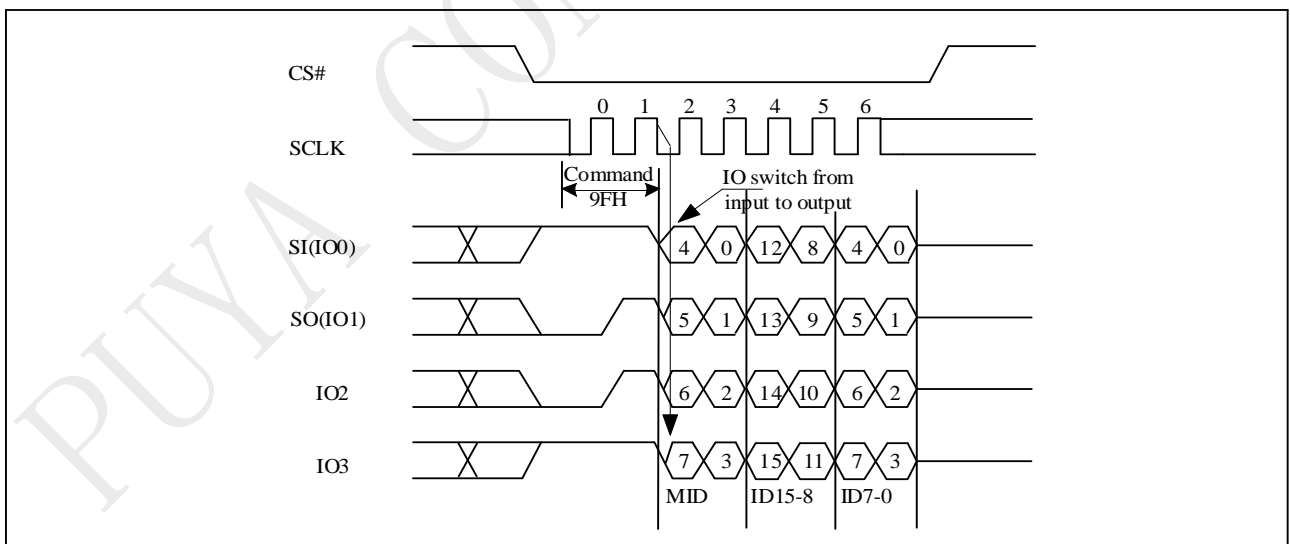 PUYA CON
CS#
0 1 2 3 4 5 6
SCLK
Command
9FH
IO switch from
input to output
SI(IO0) 4 0 12 8 4 0
SO(IO1) 5 1 13 9 5 1
IO2 6 2 14 10 6 2
IO3 7 3 15 11 7 3
MID ID15-8 ID7-0